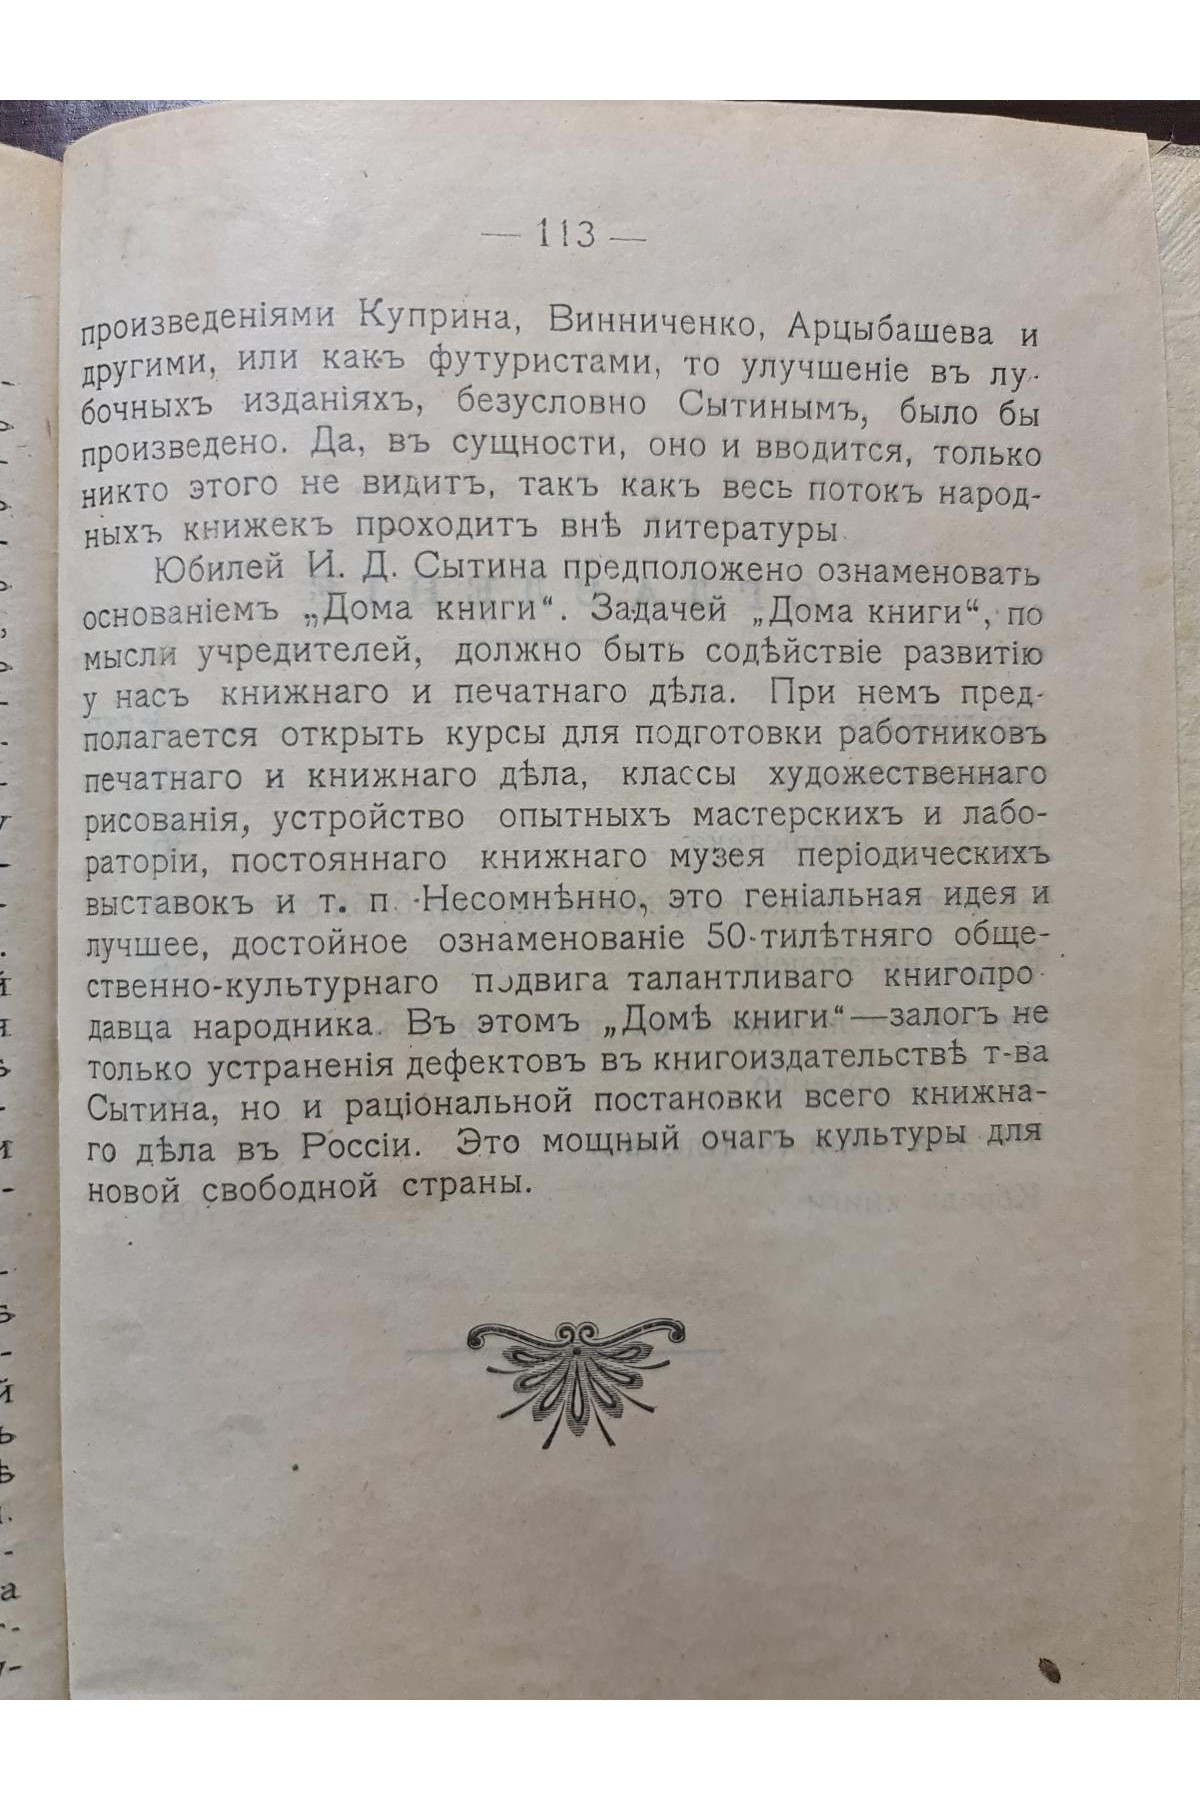 — 113 —
произведеніями Куприна, Винниченко, Арцыбашева и
другими, или какъ футуристами, то улучшеніе въ лу-
бочныхъ изданіяхъ, безусловно Сытинымъ, было бы
произведено. Да, въ сущности, оно и вводится, только
никто этого не видитъ, такъ какъ весь потокъ народ-
ныхъ книжекъ проходитъ внѣ литературы.
Юбилей И. Д. Сытина предположено ознаменовать
основаніемъ „Дома книги“. Задачей „Дома книги“, по
мысли учредителей, должно быть содѣйствіе развитію
у насъ книжнаго и печатнаго дѣла. При немъ пред-
полагается открыть курсы для подготовки работниковъ
печатнаго и книжнаго дѣла, классы художественнаго
рисованія, устройство опытныхъ мастерскихъ и лабо-
раторіи, постояннаго книжнаго музея періодическихъ
выставокъ и т. п. Несомнѣнно, это геніальная идея и
лучшее, достойное ознаменованіе 50-тилѣтняго обще-
ственно-культурнаго подвига талантливаго книгопро-
давца народника. Въ этомъ „Домѣ книги“—залогъ не
только устраненія дефектовъ въ книгоиздательствѣ т-ва
Сытина, но и раціональной постановки всего книжна-
го дѣла въ Россіи. Это мощный очагъ культуры для
новой свободной страны.